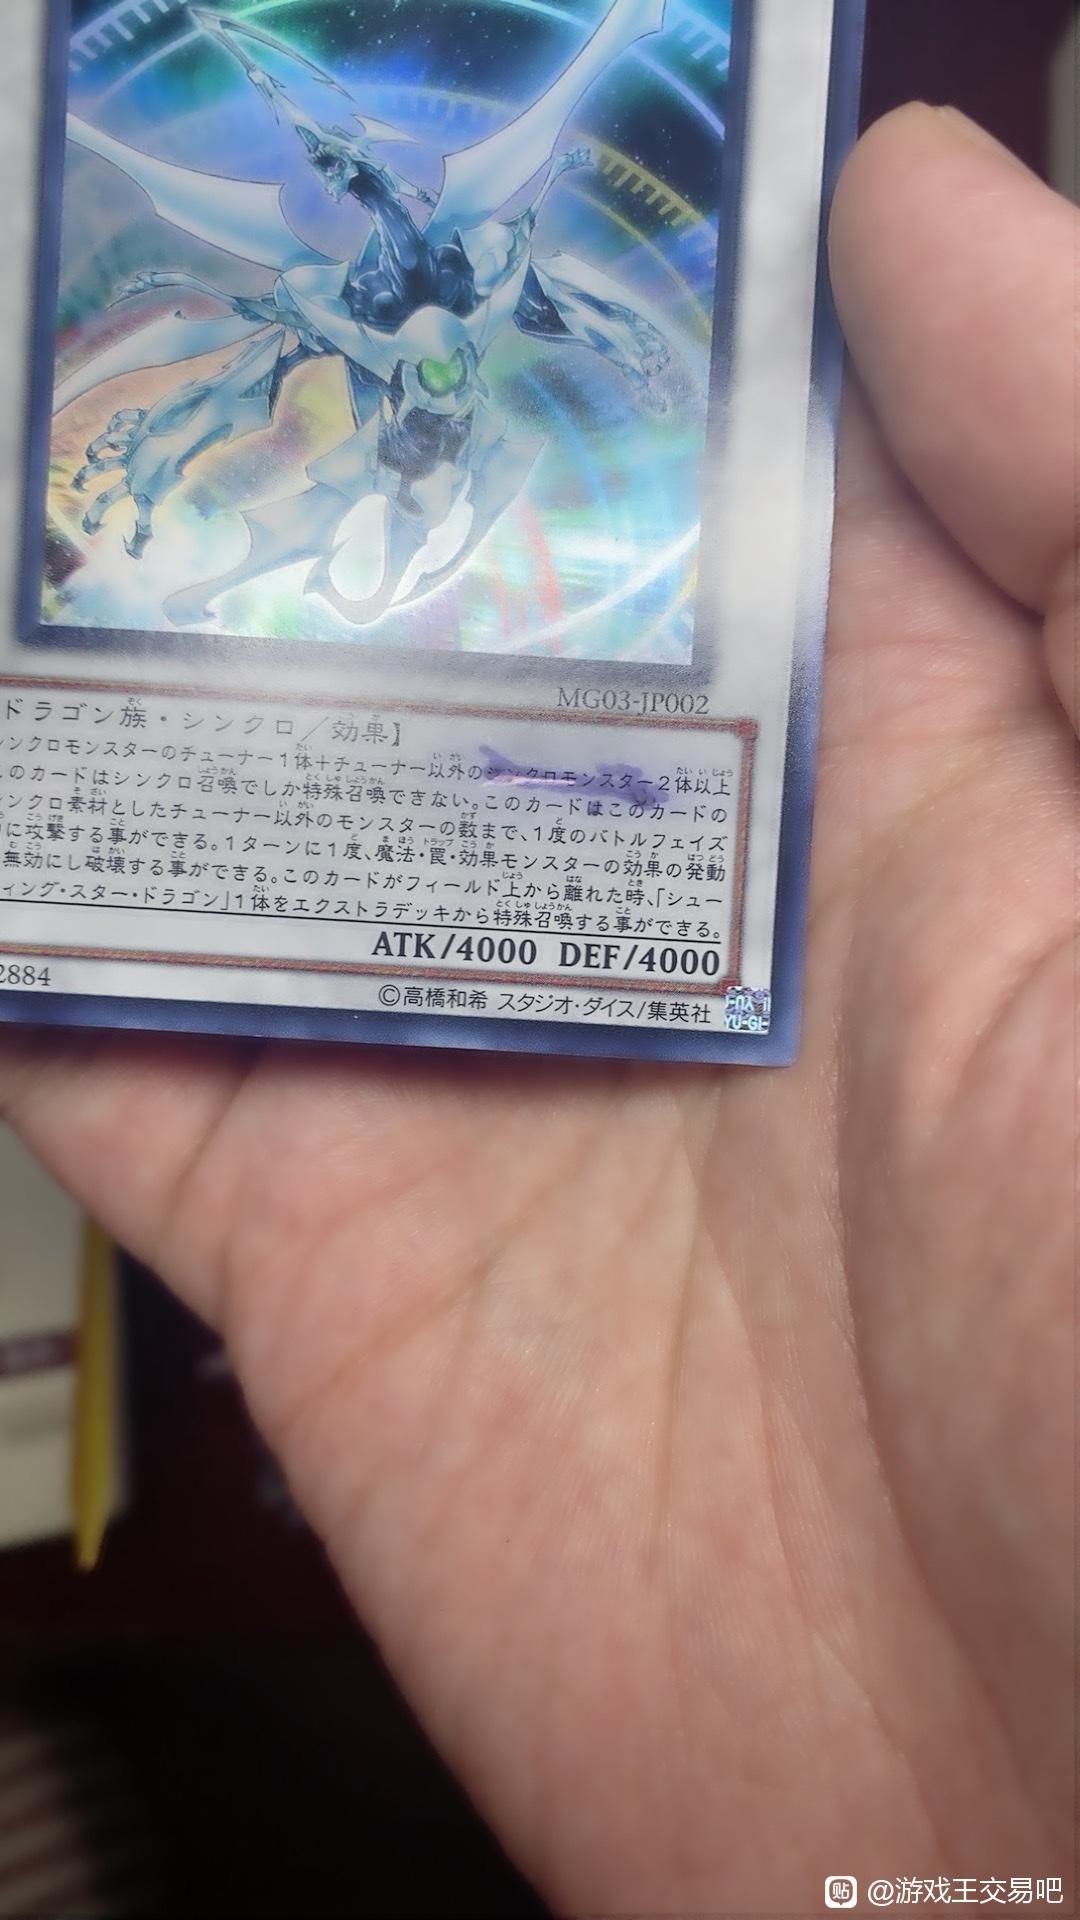 MG03-JP002
ドラゴン族・シンクロ／効果】
シンクロモンスターのチューナー1体＋チューナー以外のシンクロモンスター2体以上
このカードはシンクロ召喚でしか特殊召喚できない。このカードはこのカードの
シンクロ素材としたチューナー以外のモンスターの数まで、1度のバトルフェイズ
に攻撃する事ができる。1ターンに1度、魔法・罠・効果モンスターの効果の発動
無効にし破壊する事ができる。このカードがフィールド上から離れた時、「シュー
ティング・スター・ドラゴン」1体をエクストラデッキから特殊召喚する事ができる。
ATK/4000 DEF/4000
2884
©高橋和希 スタジオ・ダイス/集英社
YU-GI-
贴 @游戏王交易吧